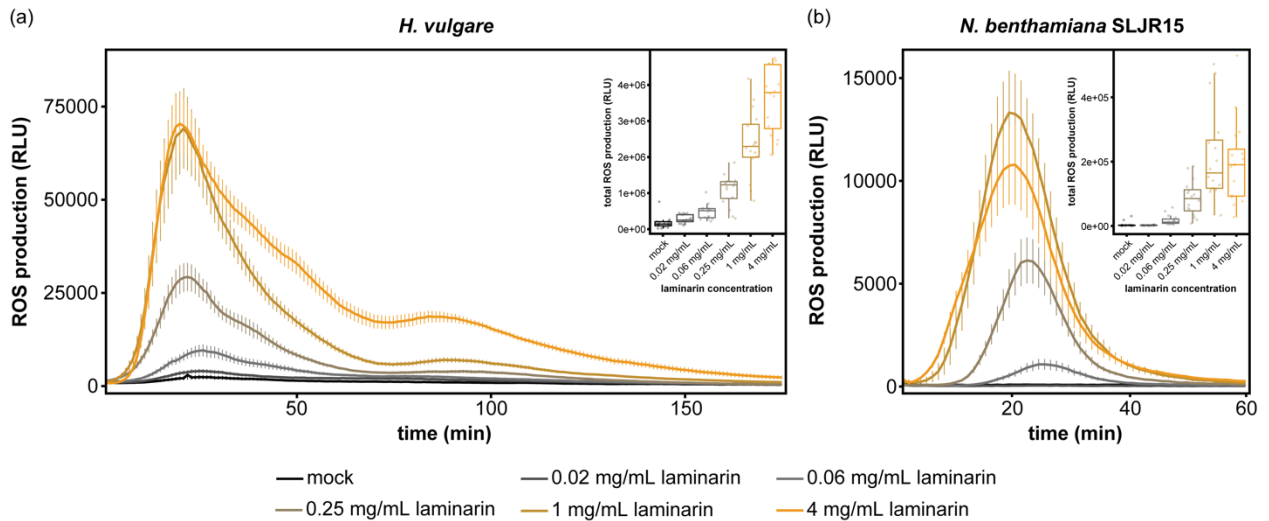 (a)
H. vulgare
ROS production (RLU)
75000
50000
25000
0
50
100
150
time (min)
total ROS production (RLU)
4e+06
3e+06
2e+06
1e+06
0e+00
mock
0.02 mg/mL
0.06 mg/mL
0.25 mg/mL
1 mg/mL
4 mg/mL
laminarin concentration
(b)
N. benthamiana SLJR15
ROS production (RLU)
15000
10000
5000
0
20
40
60
time (min)
total ROS production (RLU)
4e+05
2e+05
0e+00
mock
0.02 mg/mL
0.06 mg/mL
0.25 mg/mL
1 mg/mL
4 mg/mL
laminarin concentration
mock
0.02 mg/mL laminarin
0.06 mg/mL laminarin
0.25 mg/mL laminarin
1 mg/mL laminarin
4 mg/mL laminarin